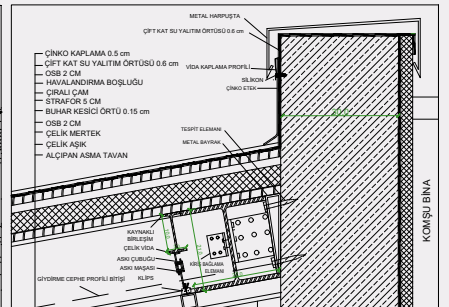 METAL HARPUŞTA
ÇİFT KAT SU YALITIM ÖRTÜSÜ 0.6 cm
VİDA KAPLAMA PROFİLİ
SİLİKON
ÇİNKO ETEK
ÇİNKO KAPLAMA 0.5 cm
ÇİFT KAT SU YALITIM ÖRTÜSÜ 0.6 cm
OSB 2 CM
HAVALANDIRMA BOŞLUĞU
ÇIRALI ÇAM
STRAFOR 5 CM
BUHAR KESİCİ ÖRTÜ 0.15 cm
OSB 2 CM
ÇELİK MERTEK
ÇELİK AŞIK
ALÇIPAN ASMA TAVAN
TESPİT ELEMANI
METAL BAYRAK
KAYNAKLI
BİRLEŞİM
ÇELİK VİDA
ASKI ÇUBUĞU
ASKI MAŞASI
KLİPS
KİRİŞ BAĞLAMA
ELEMANI
GİYDİRME CEPHE PROFİLİ BİTİŞİ
KOMŞU BİNA